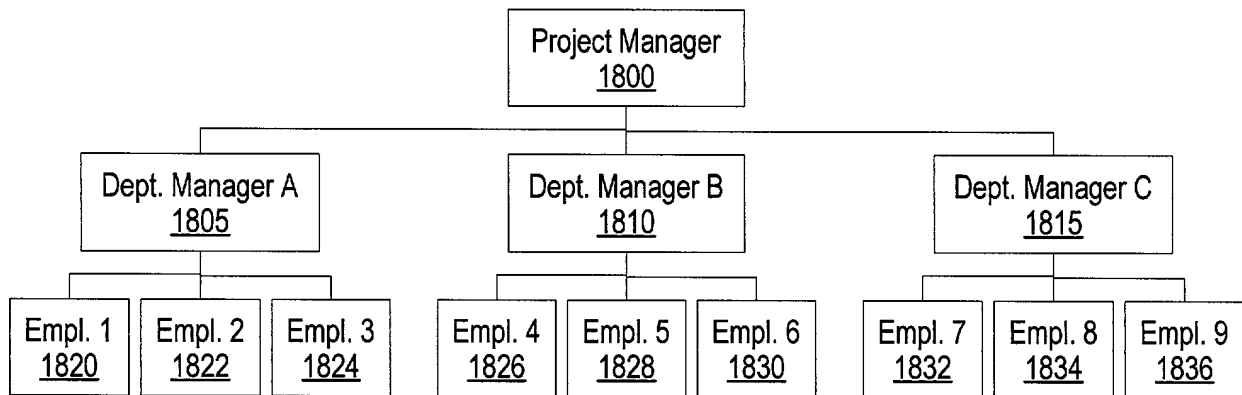 Project Manager
1800
Dept. Manager A
1805
Dept. Manager B
1810
Dept. Manager C
1815
Empl. 1
1820
Empl. 2
1822
Empl. 3
1824
Empl. 4
1826
Empl. 5
1828
Empl. 6
1830
Empl. 7
1832
Empl. 8
1834
Empl. 9
1836